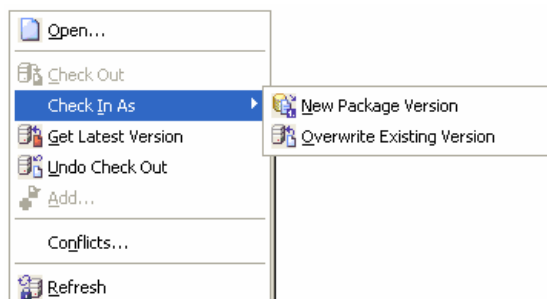 Open...
Check Out
Check In As
New Package Version
Get Latest Version
Overwrite Existing Version
Undo Check Out
Add...
Conflicts...
Refresh